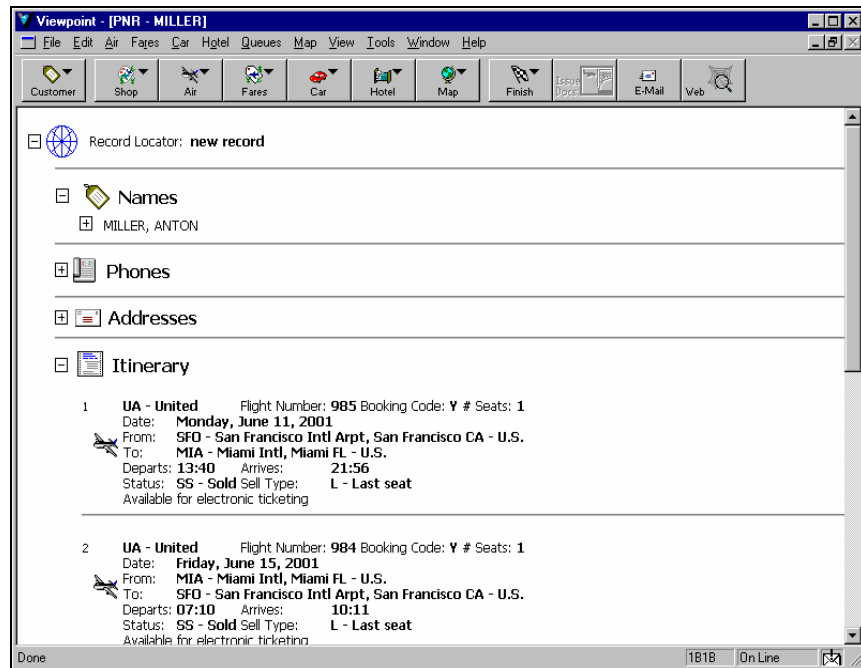 Viewpoint - [PNR - MILLER]
File Edit Air Fares Car Hotel Queues Map View Tools Window Help
Customer Shop Air Fares Car Hotel Map Finish Issue Docs E-Mail Web
Record Locator: new record
Names
MILLER, ANTON
Phones
Addresses
Itinerary
1 UA - United Flight Number: 985 Booking Code: Y # Seats: 1
Date: Monday, June 11, 2001
From: SFO - San Francisco Intl Arpt, San Francisco CA - U.S.
To: MIA - Miami Intl, Miami FL - U.S.
Departs: 13:40 Arrives: 21:56
Status: SS - Sold Sell Type: L - Last seat
Available for electronic ticketing
2 UA - United Flight Number: 984 Booking Code: Y # Seats: 1
Date: Friday, June 15, 2001
From: MIA - Miami Intl, Miami FL - U.S.
To: SFO - San Francisco Intl Arpt, San Francisco CA - U.S.
Departs: 07:10 Arrives: 10:11
Status: SS - Sold Sell Type: L - Last seat
Available for electronic ticketing
Done 1B1B On Line